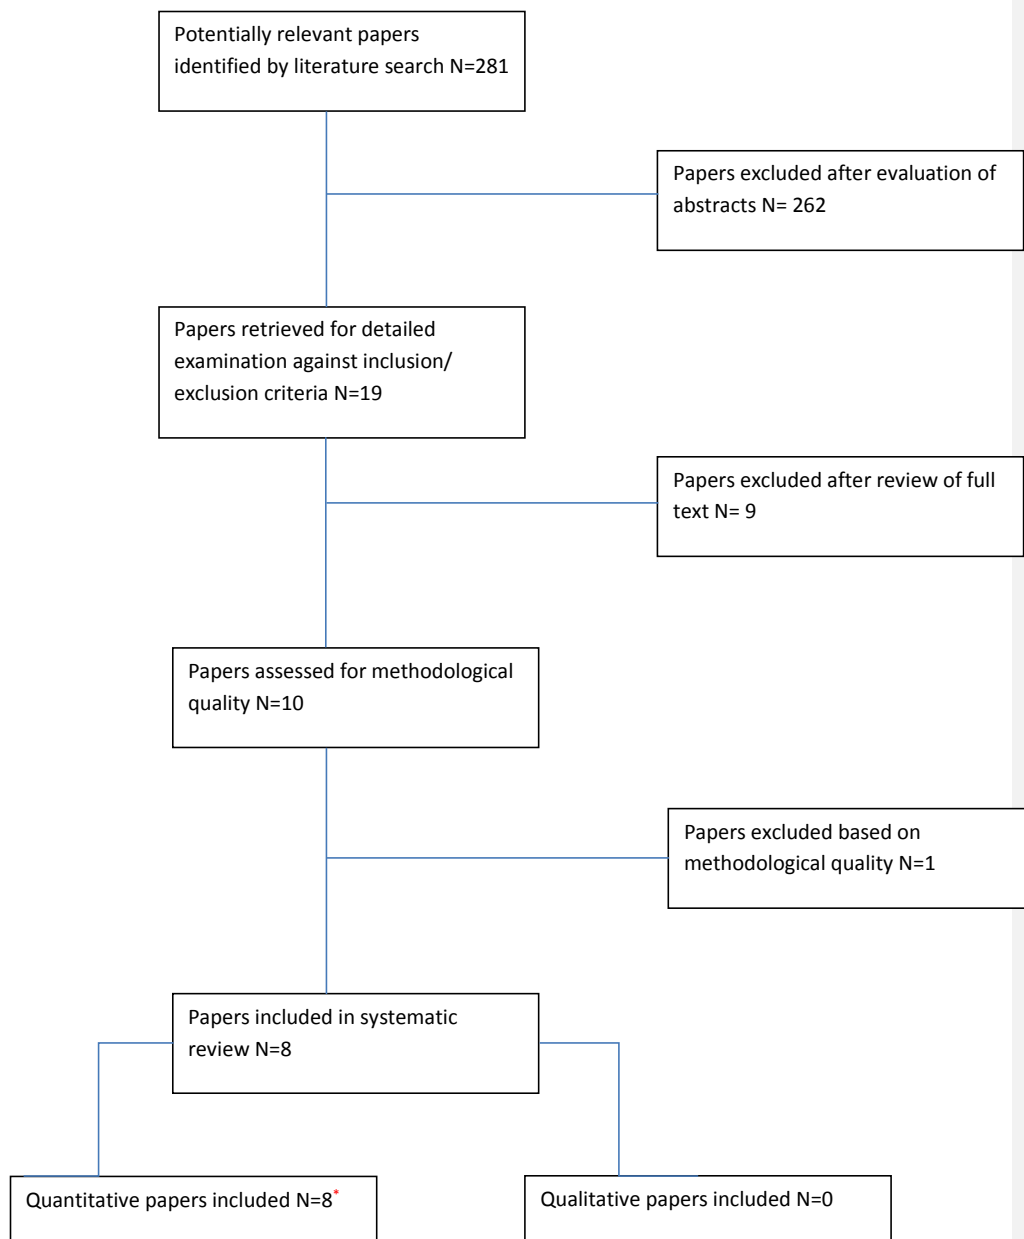 Potentially relevant papers
identified by literature search N=281
Papers excluded after evaluation of
abstracts N= 262
Papers retrieved for detailed
examination against inclusion/
exclusion criteria N=19
Papers excluded after review of full
text N= 9
Papers assessed for methodological
quality N=10
Papers excluded based on
methodological quality N=1
Papers included in systematic
review N=8
Quantitative papers included N=8*
Qualitative papers included N=0